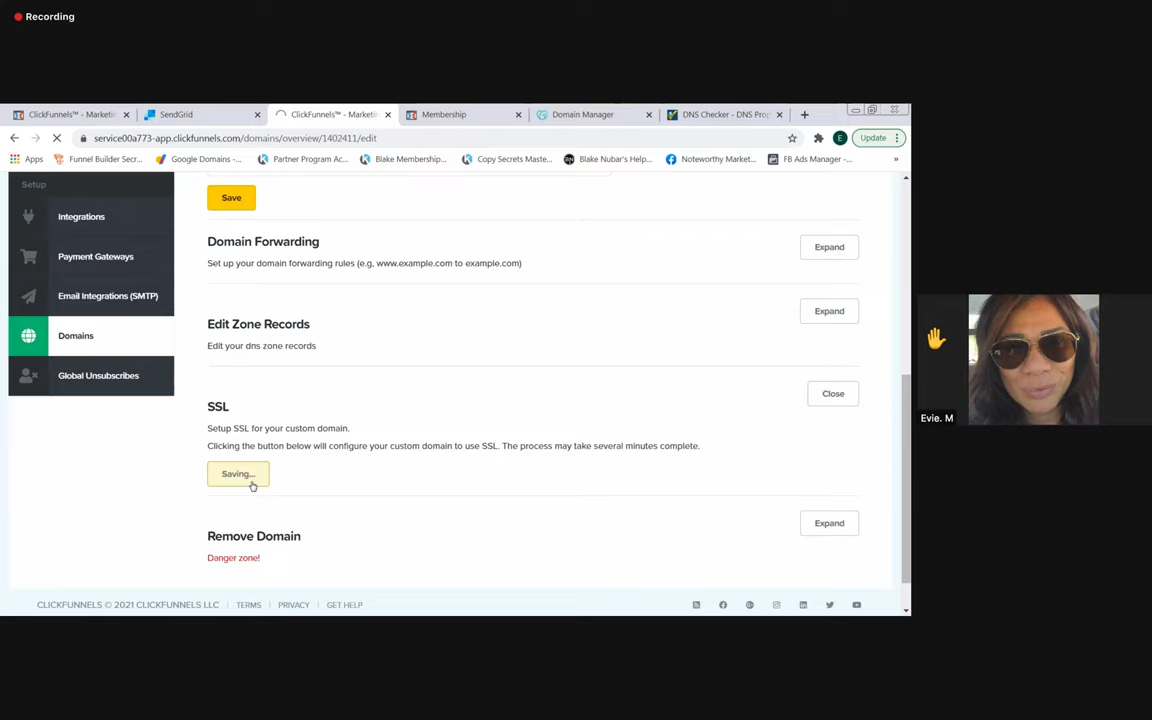 Recording
ClickFunnels™ - Marketin
SendGrid
ClickFunnels™ - Marketin
Membership
Domain Manager
DNS Checker - DNS Prop
service00a773-app.clickfunnels.com/domains/overview/1402411/edit
E
Update
Apps
Funnel Builder Secr...
Google Domains -...
Partner Program Ac...
Blake Membership...
Copy Secrets Maste...
Blake Nubar's Help...
Noteworthy Market...
FB Ads Manager -...
»
Setup
Integrations
Payment Gateways
Email Integrations (SMTP)
Domains
Global Unsubscribes
Save
Domain Forwarding
Expand
Set up your domain forwarding rules (e.g, www.example.com to example.com)
Edit Zone Records
Expand
Edit your dns zone records
SSL
Close
Setup SSL for your custom domain.
Clicking the button below will configure your custom domain to use SSL. The process may take several minutes complete.
Saving...
Remove Domain
Expand
Danger zone!
CLICKFUNNELS © 2021 CLICKFUNNELS LLC | TERMS | PRIVACY | GET HELP
Evie. M